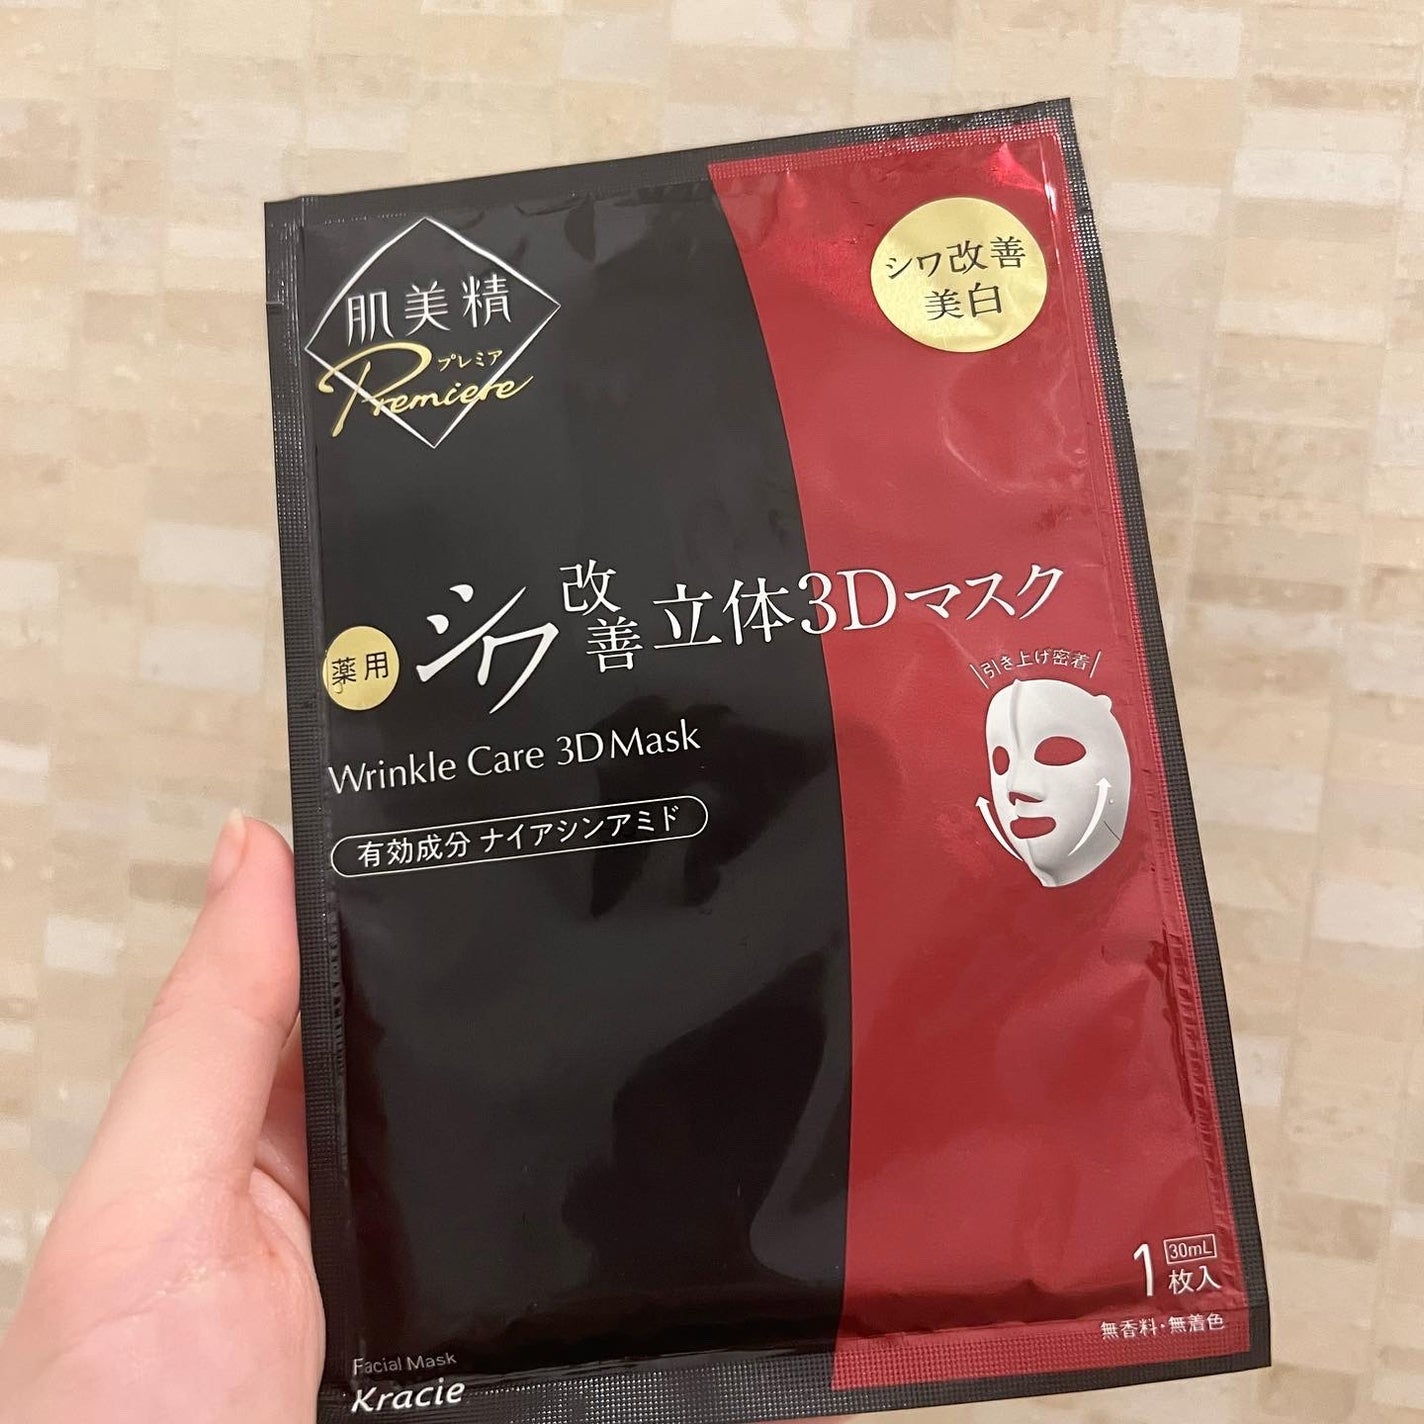 肌美精
プレミア
Premiere
シワ改善
美白
薬用
シワ改善立体3Dマスク
Wrinkle Care 3D Mask
有効成分 ナイアシンアミド
引き上げ密着
1枚入
30mL
無香料・無着色
Facial Mask
Kracie